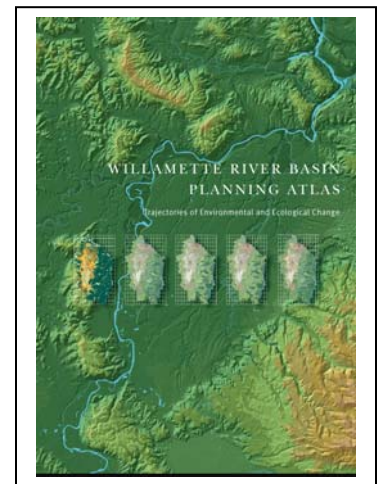 WILLAMETTE RIVER BASIN
PLANNING ATLAS
Trajectories of Environmental and Ecological Change